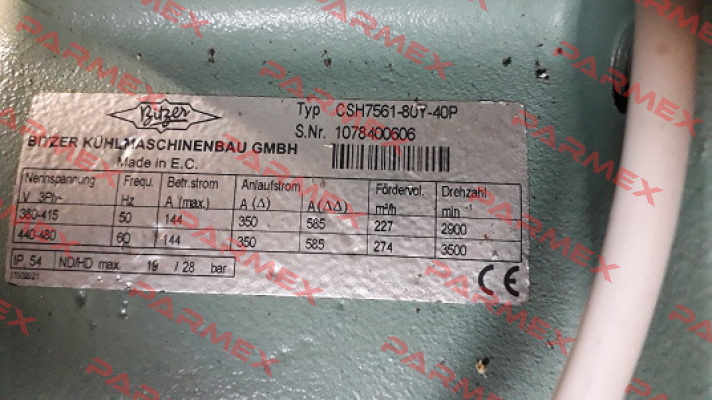 Bitzer
Typ CSH7561-80Y-40P
S.Nr. 1078400606
BITZER KÜHLMASCHINENBAU GMBH
Made in E.C.
Nennspannung Frequ. Betr.strom Anlaufstrom Fördervol. Drehzahl
V 3Ph~ Hz A (max.) A (Δ) A (ΔΔ) m³/h min⁻¹
380-415 50 144 350 585 227 2900
440-480 60 144 350 585 274 3500
IP 54 ND/HD max. 19 / 28 bar
CE
PARMEX